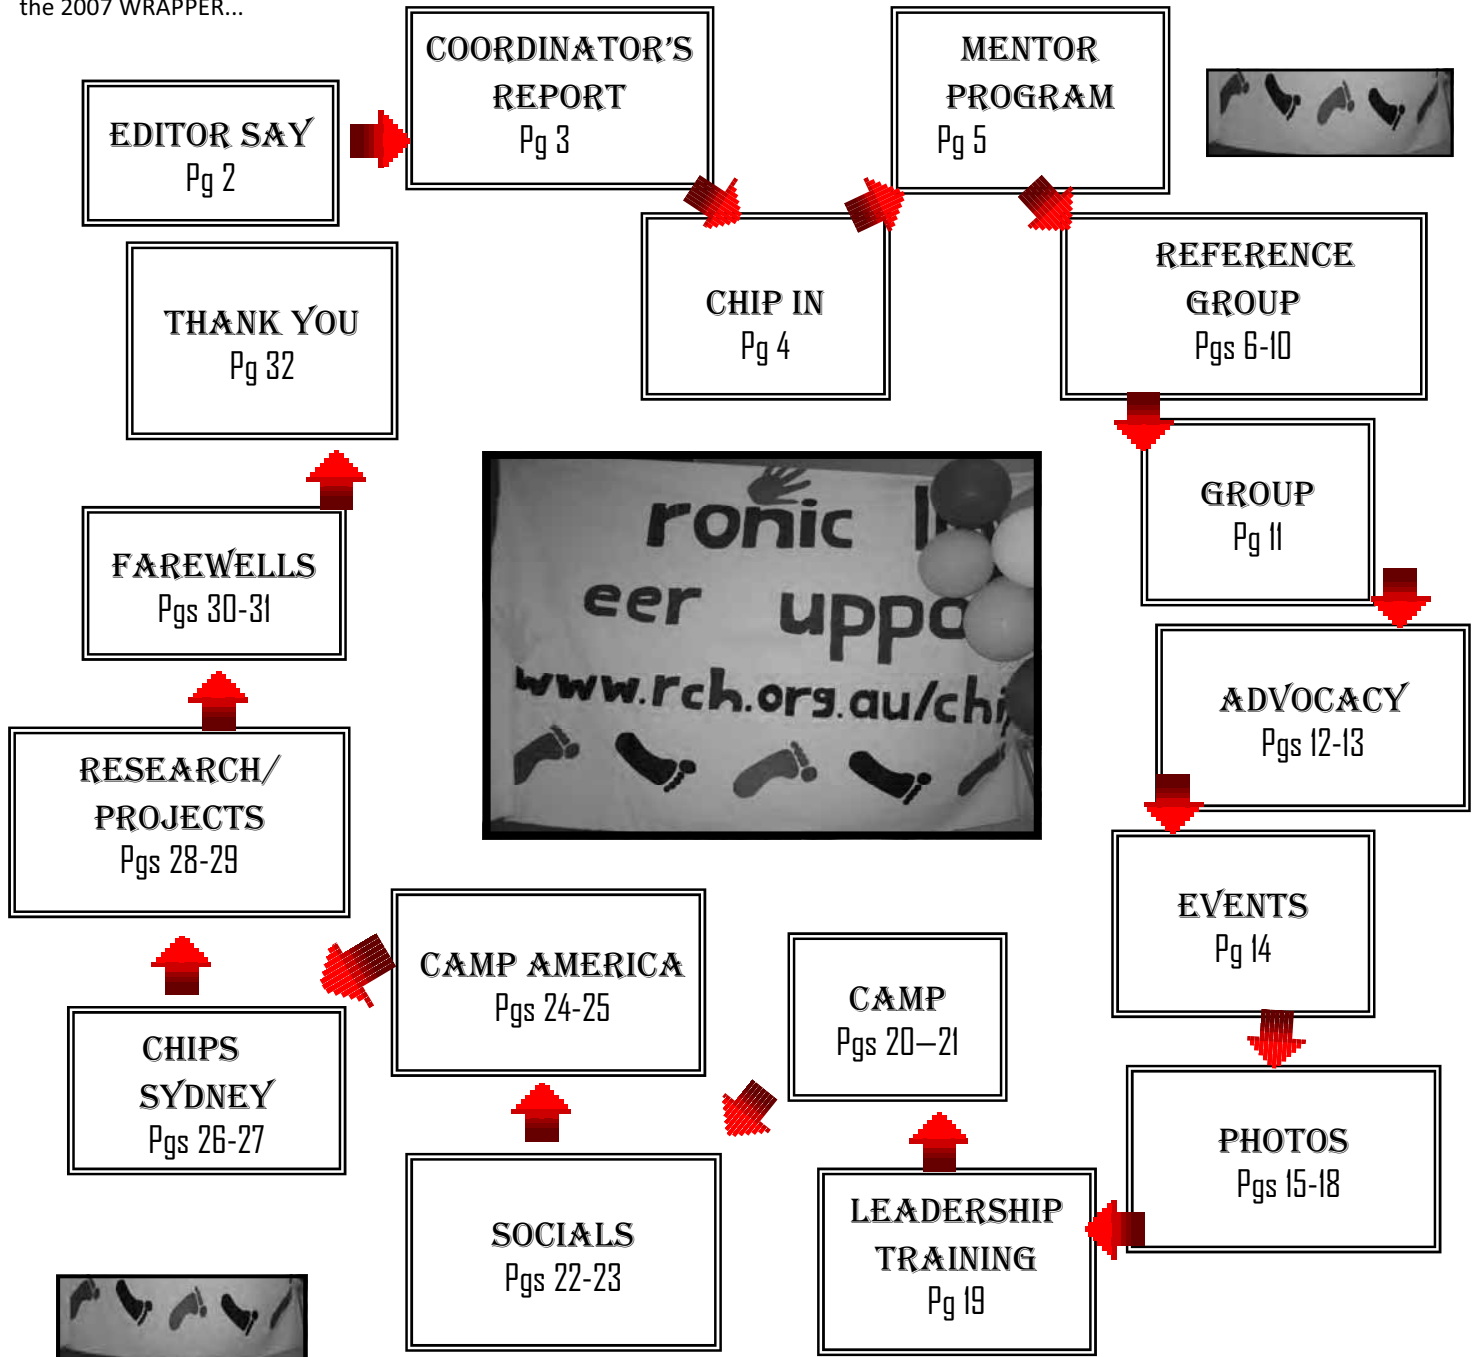 the 2007 WRAPPER...
EDITOR SAY
Pg 2
COORDINATOR'S
REPORT
Pg 3
CHIP IN
Pg 4
MENTOR
PROGRAM
Pg 5
REFERENCE
GROUP
Pgs 6-10
GROUP
Pg 11
ADVOCACY
Pgs 12-13
EVENTS
Pg 14
PHOTOS
Pgs 15-18
LEADERSHIP
TRAINING
Pg 19
CAMP
Pgs 20—21
SOCIALS
Pgs 22-23
CAMP AMERICA
Pgs 24-25
CHIPS
SYDNEY
Pgs 26-27
RESEARCH/
PROJECTS
Pgs 28-29
FAREWELLS
Pgs 30-31
THANK YOU
Pg 32
ronic
eer uppo
www.rch.org.au/chi